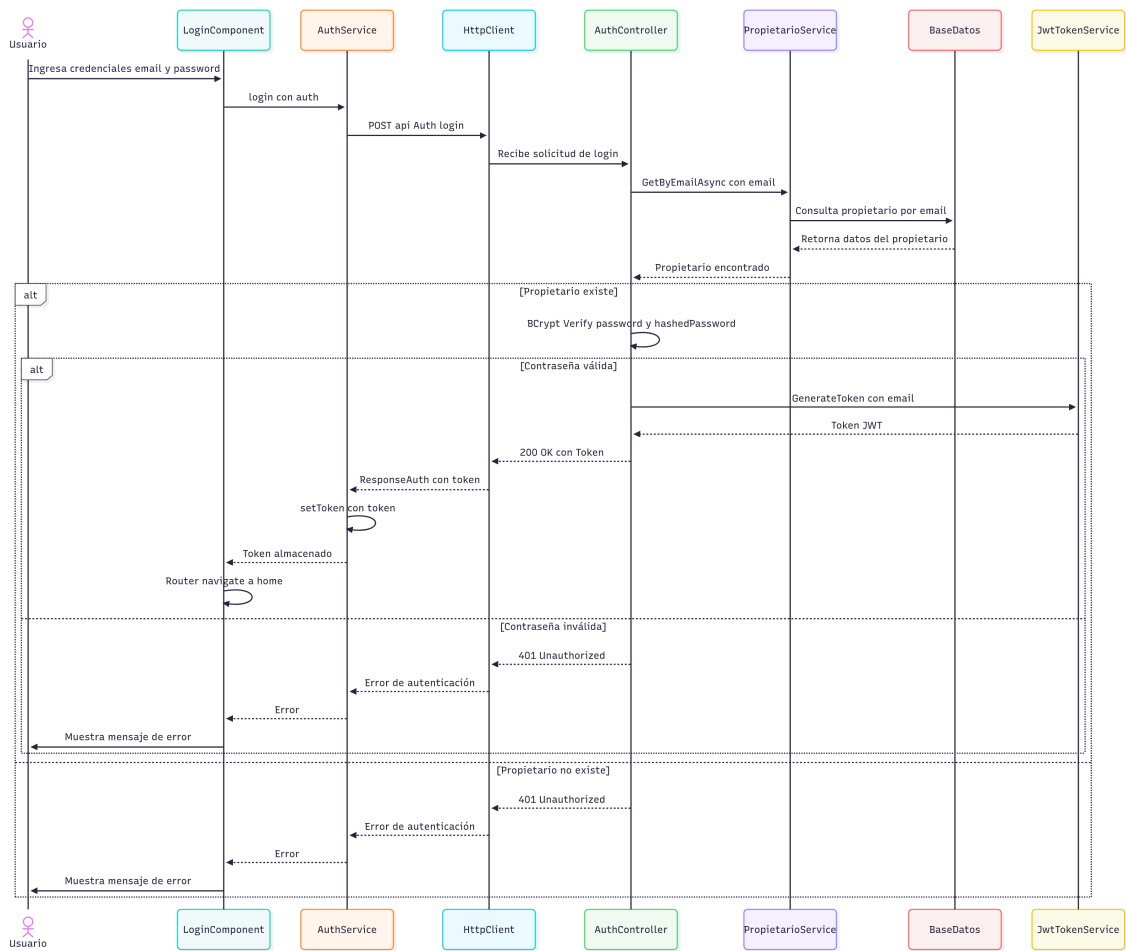 Usuario
LoginComponent
AuthService
HttpClient
AuthController
PropietarioService
BaseDatos
JwtTokenService
Ingresa credenciales email y password
login con auth
POST api Auth login
Recibe solicitud de login
GetByEmailAsync con email
Consulta propietario por email
Retorna datos del propietario
Propietario encontrado
alt
[Propietario existe]
BCrypt Verify password y hashedPassword
alt
[Contraseña válida]
GenerateToken con email
Token JWT
200 OK con Token
ResponseAuth con token
setToken con token
Token almacenado
Router navigate a home
[Contraseña inválida]
401 Unauthorized
Error de autenticación
Error
Muestra mensaje de error
[Propietario no existe]
401 Unauthorized
Error de autenticación
Error
Muestra mensaje de error
Usuario
LoginComponent
AuthService
HttpClient
AuthController
PropietarioService
BaseDatos
JwtTokenService